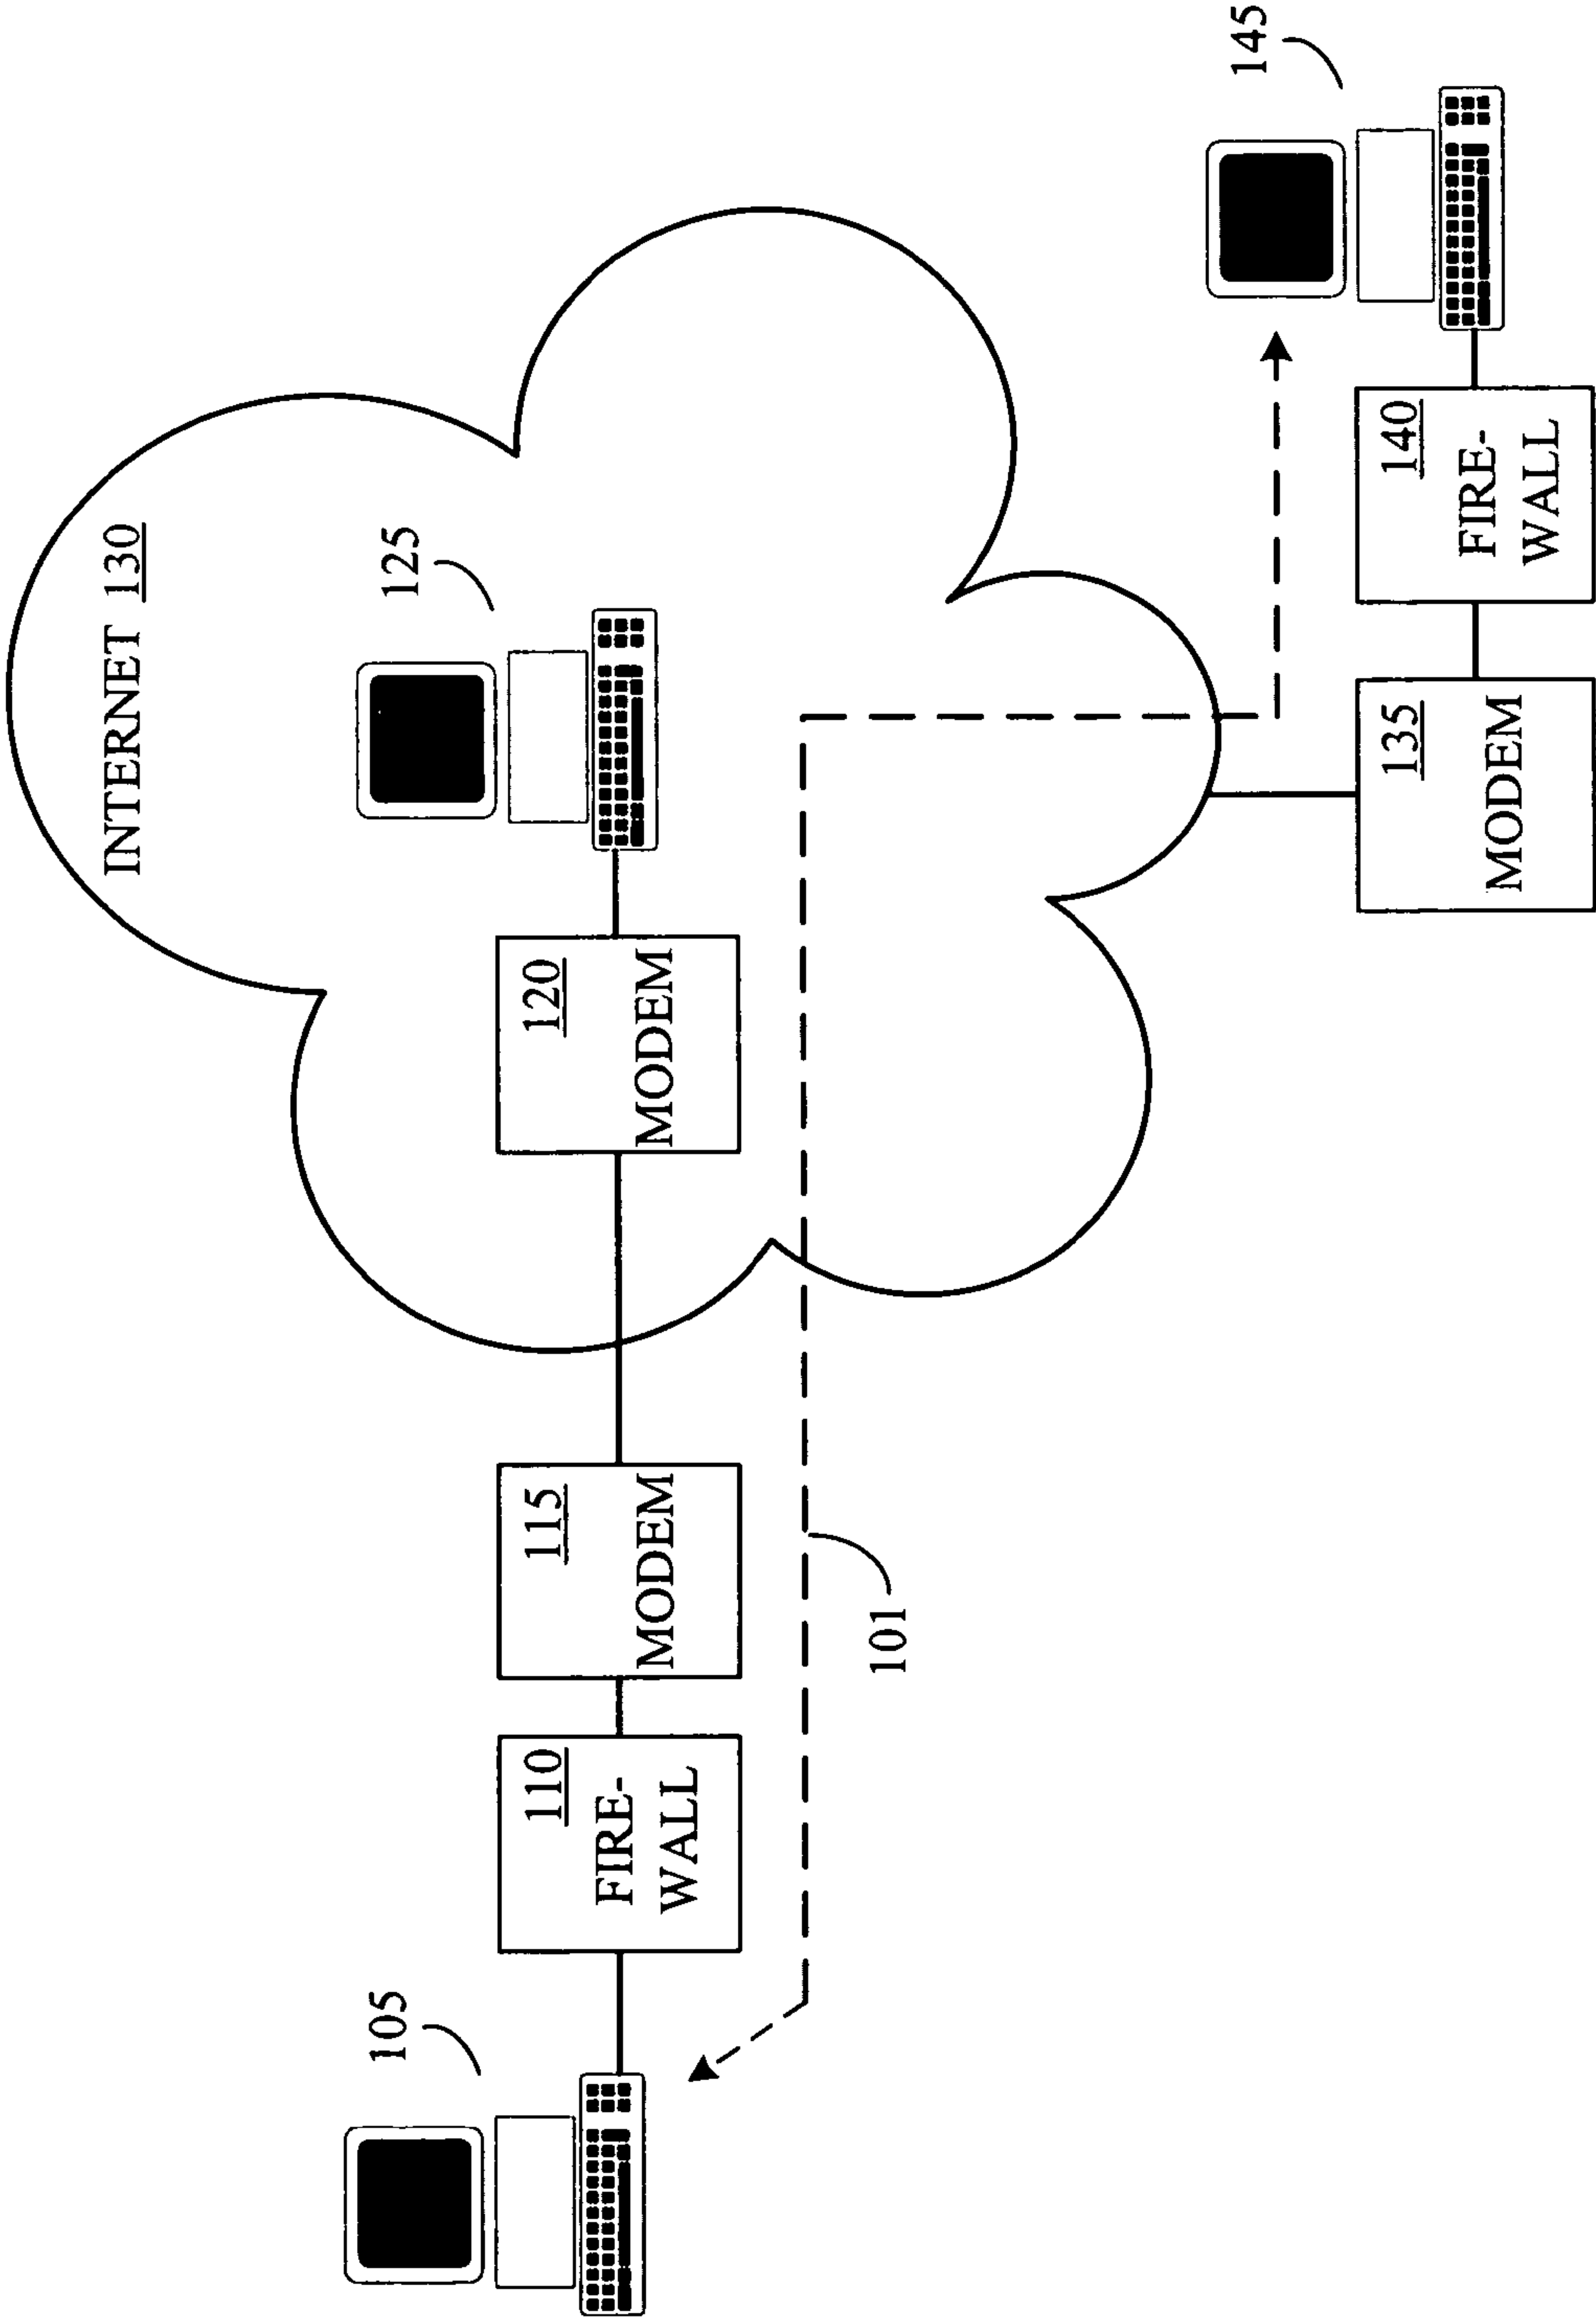 INTERNET 130
105
125
110
FIRE-
WALL
115
MODEM
120
MODEM
101
145
135
MODEM
140
FIRE-
WALL